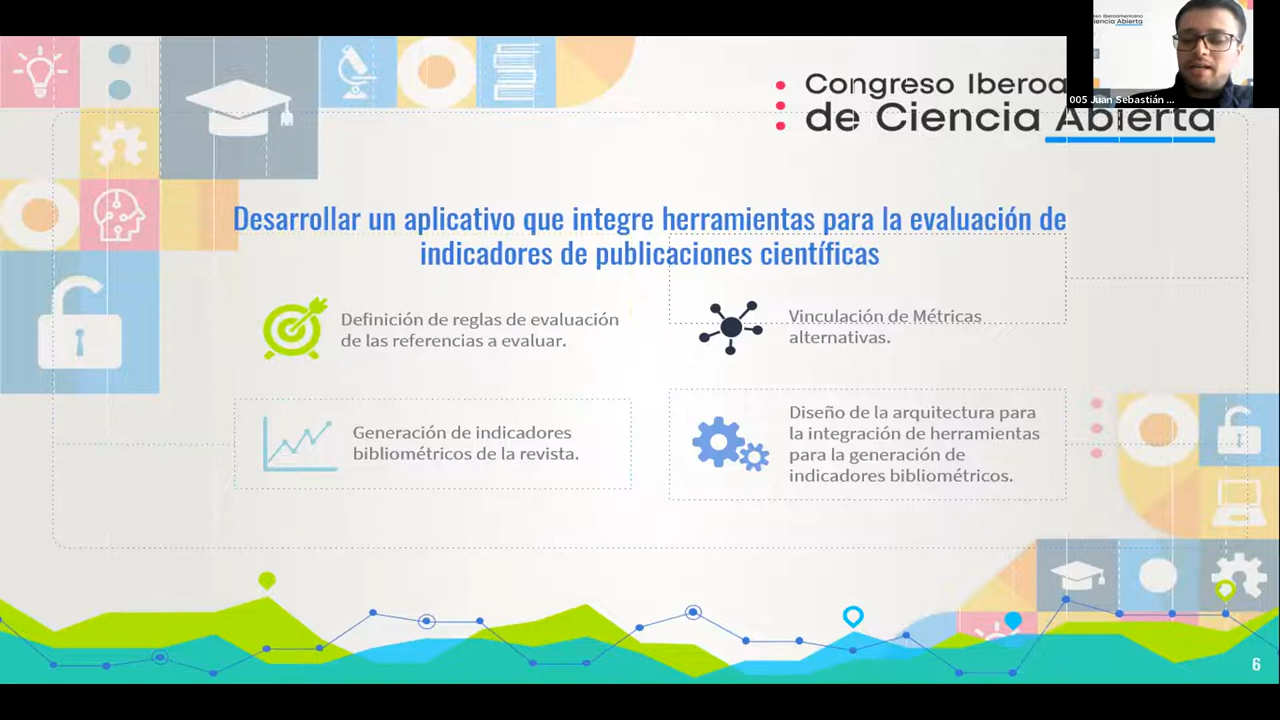 Congreso Iberoa
de Ciencia Abierta
Ciencia Abierta
005 Juan Sebastián ...
Desarrollar un aplicativo que integre herramientas para la evaluación de
indicadores de publicaciones científicas
Definición de reglas de evaluación
de las referencias a evaluar.
Vinculación de Métricas
alternativas.
Generación de indicadores
bibliométricos de la revista.
Diseño de la arquitectura para
la integración de herramientas
para la generación de
indicadores bibliométricos.
6